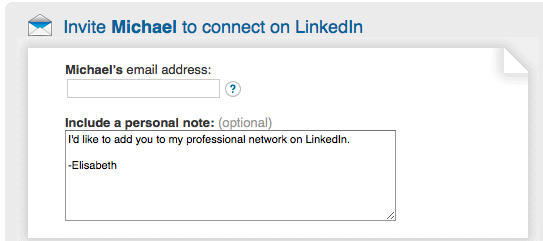 Invite Michael to connect on LinkedIn
Michael's email address:
?
Include a personal note: (optional)
I'd like to add you to my professional network on LinkedIn.
-Elisabeth